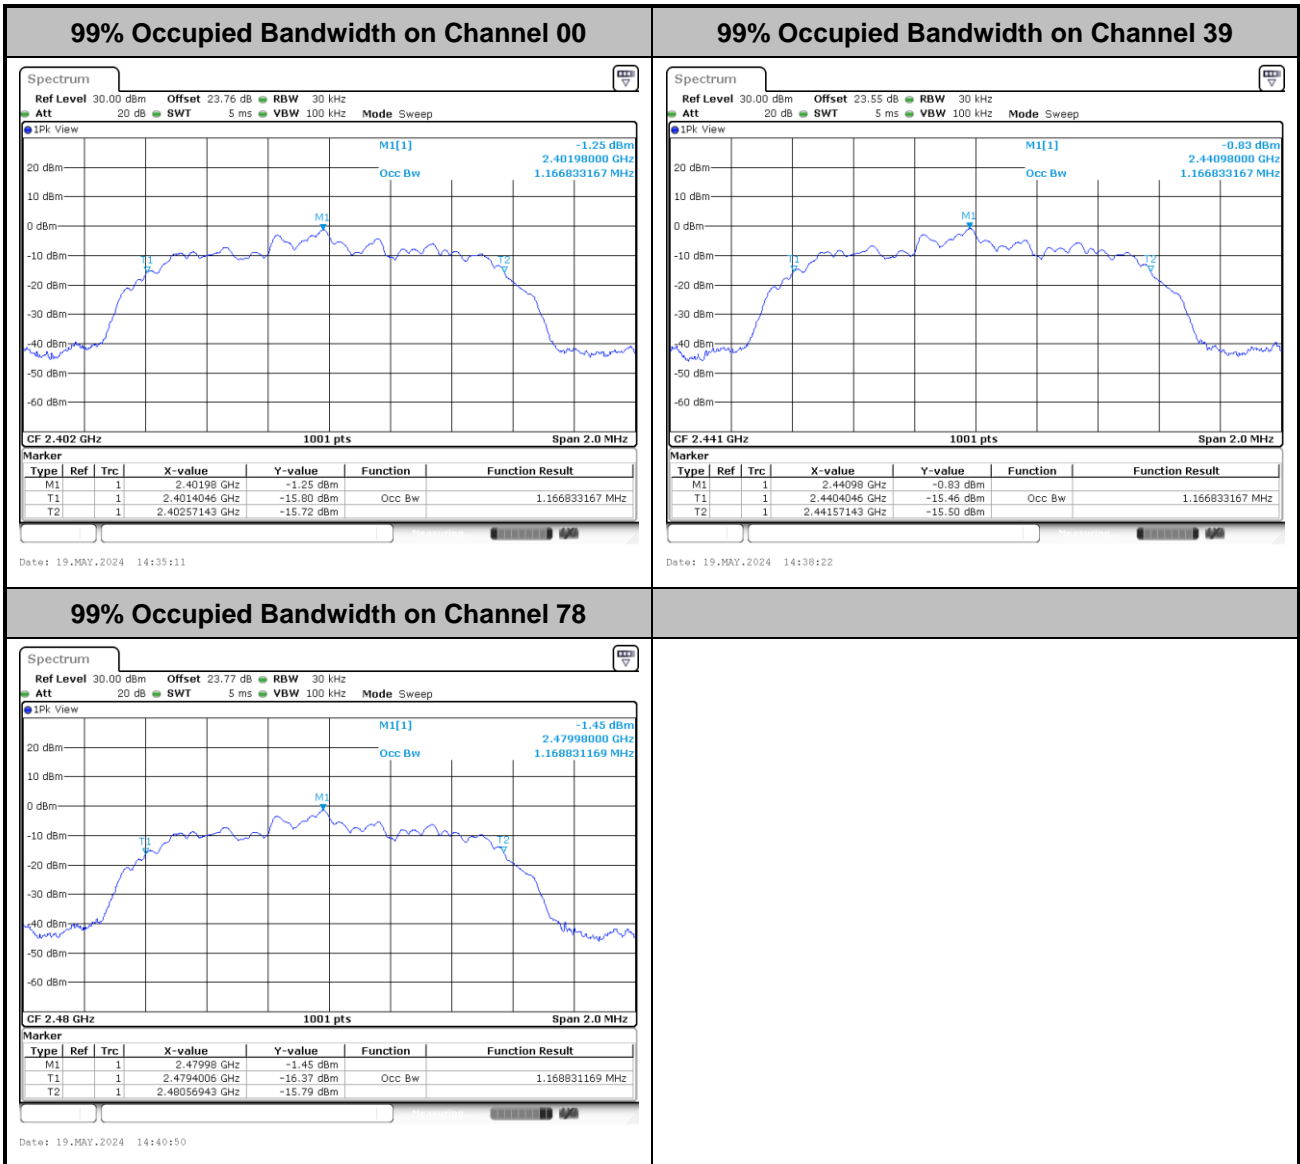 99% Occupied Bandwidth on Channel 00
Spectrum
Ref Level 30.00 dBm Offset 23.76 dB RBW 30 kHz
Att 20 dB SWT 5 ms VBW 100 kHz Mode Sweep
1Pk View
M1[1] -1.25 dBm
2.40198000 GHz
Occ Bw 1.166833167 MHz
20 dBm
10 dBm
0 dBm
-10 dBm
-20 dBm
-30 dBm
-40 dBm
-50 dBm
-60 dBm
M1
T1
T2
CF 2.402 GHz 1001 pts Span 2.0 MHz
Marker
Type Ref Trc X-value Y-value Function Function Result
M1 1 2.40198 GHz -1.25 dBm
T1 1 2.4014046 GHz -15.80 dBm Occ Bw 1.166833167 MHz
T2 1 2.40257143 GHz -15.72 dBm
Measuring...
Date: 19.MAY.2024 14:35:11
99% Occupied Bandwidth on Channel 39
Spectrum
Ref Level 30.00 dBm Offset 23.55 dB RBW 30 kHz
Att 20 dB SWT 5 ms VBW 100 kHz Mode Sweep
1Pk View
M1[1] -0.83 dBm
2.44098000 GHz
Occ Bw 1.166833167 MHz
20 dBm
10 dBm
0 dBm
-10 dBm
-20 dBm
-30 dBm
-40 dBm
-50 dBm
-60 dBm
M1
T1
T2
CF 2.441 GHz 1001 pts Span 2.0 MHz
Marker
Type Ref Trc X-value Y-value Function Function Result
M1 1 2.44098 GHz -0.83 dBm
T1 1 2.4404046 GHz -15.46 dBm Occ Bw 1.166833167 MHz
T2 1 2.44157143 GHz -15.50 dBm
Measuring...
Date: 19.MAY.2024 14:38:22
99% Occupied Bandwidth on Channel 78
Spectrum
Ref Level 30.00 dBm Offset 23.77 dB RBW 30 kHz
Att 20 dB SWT 5 ms VBW 100 kHz Mode Sweep
1Pk View
M1[1] -1.45 dBm
2.47998000 GHz
Occ Bw 1.168831169 MHz
20 dBm
10 dBm
0 dBm
-10 dBm
-20 dBm
-30 dBm
-40 dBm
-50 dBm
-60 dBm
M1
T1
T2
CF 2.48 GHz 1001 pts Span 2.0 MHz
Marker
Type Ref Trc X-value Y-value Function Function Result
M1 1 2.47998 GHz -1.45 dBm
T1 1 2.4794006 GHz -16.37 dBm Occ Bw 1.168831169 MHz
T2 1 2.48056943 GHz -15.79 dBm
Measuring...
Date: 19.MAY.2024 14:40:50